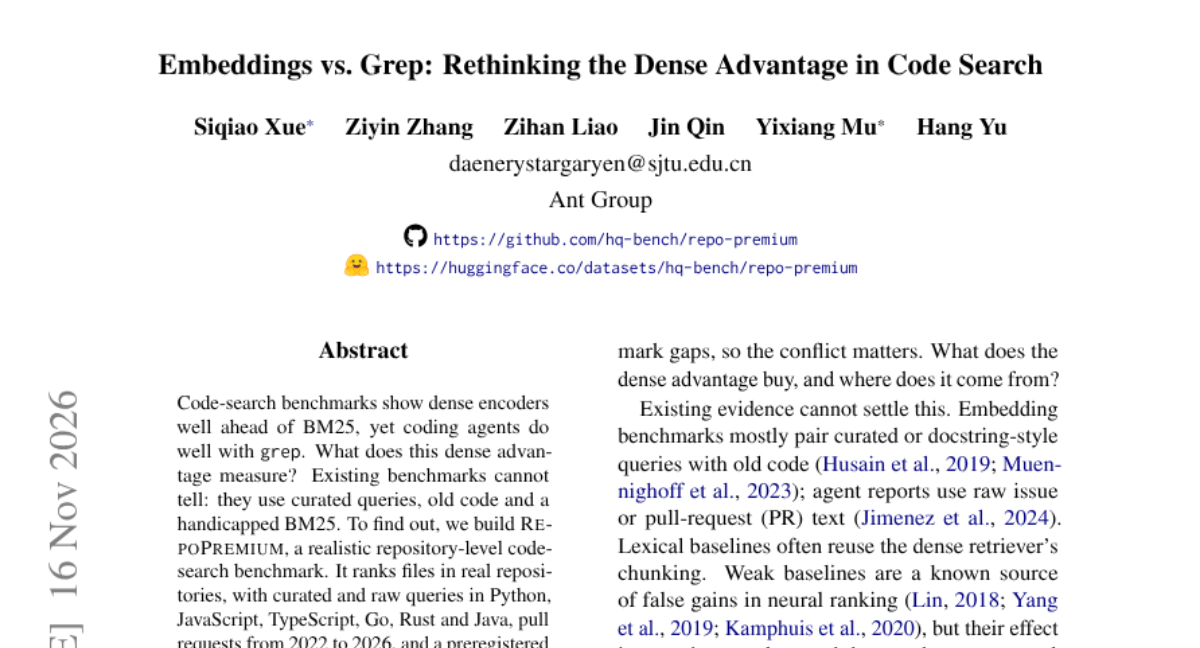 Embeddings vs. Grep: Rethinking the Dense Advantage in Code Search
Siqiao Xue* Ziyin Zhang Zihan Liao Jin Qin Yixiang Mu* Hang Yu
daenerystargaryen@sjtu.edu.cn
Ant Group
https://github.com/hq-bench/repo-premium
https://huggingface.co/datasets/hq-bench/repo-premium
Abstract
Code-search benchmarks show dense encoders
well ahead of BM25, yet coding agents do
well with grep. What does this dense advan-
tage measure? Existing benchmarks cannot
tell: they use curated queries, old code and a
handicapped BM25. To find out, we build RE-
POPREMIUM, a realistic repository-level code-
search benchmark. It ranks files in real reposi-
tories, with curated and raw queries in Python,
JavaScript, TypeScript, Go, Rust and Java, pull
requests from 2022 to 2026, and a preregistered
mark gaps, so the conflict matters. What does the
dense advantage buy, and where does it come from?
Existing evidence cannot settle this. Embedding
benchmarks mostly pair curated or docstring-style
queries with old code (Husain et al., 2019; Muen-
nighoff et al., 2023); agent reports use raw issue
or pull-request (PR) text (Jimenez et al., 2024).
Lexical baselines often reuse the dense retriever's
chunking. Weak baselines are a known source
of false gains in neural ranking (Lin, 2018; Yang
et al., 2019; Kamphuis et al., 2020), but their effect
E] 16 Nov 2026